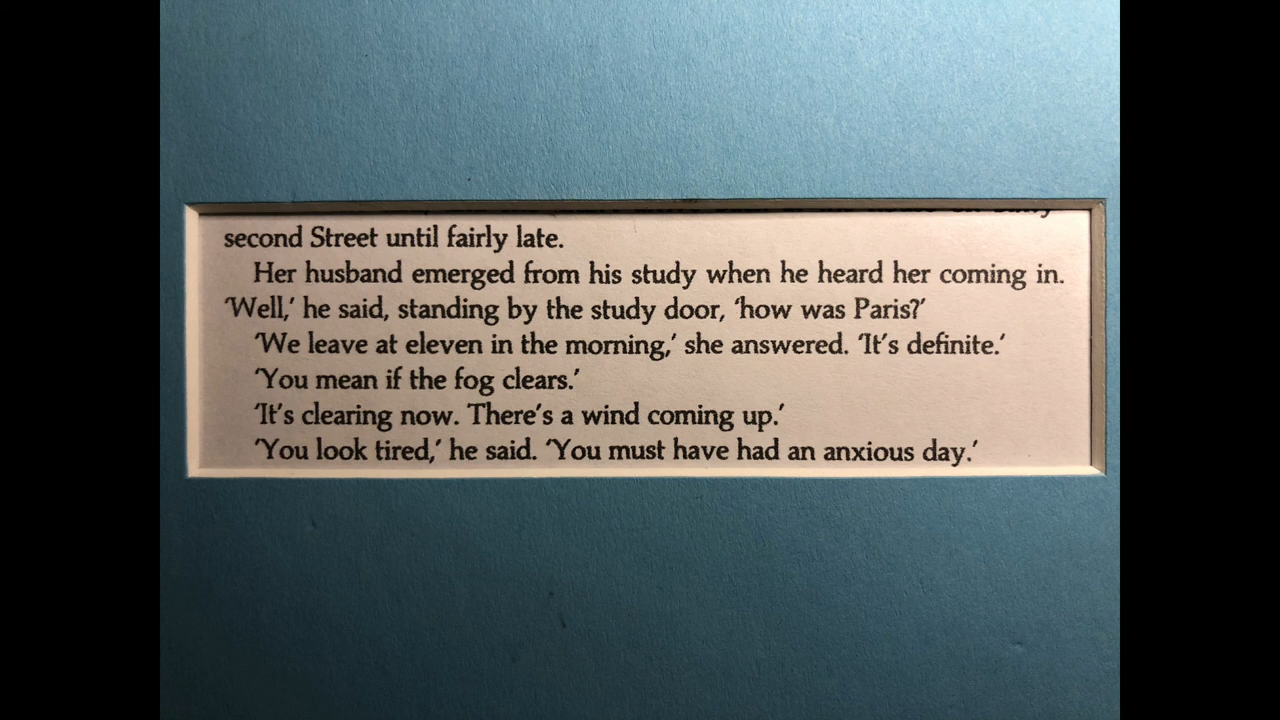 second Street until fairly late.
Her husband emerged from his study when he heard her coming in.
‘Well,’ he said, standing by the study door, ‘how was Paris?’
‘We leave at eleven in the morning,’ she answered. ‘It’s definite.’
‘You mean if the fog clears.’
‘It’s clearing now. There’s a wind coming up.’
‘You look tired,’ he said. ‘You must have had an anxious day.’